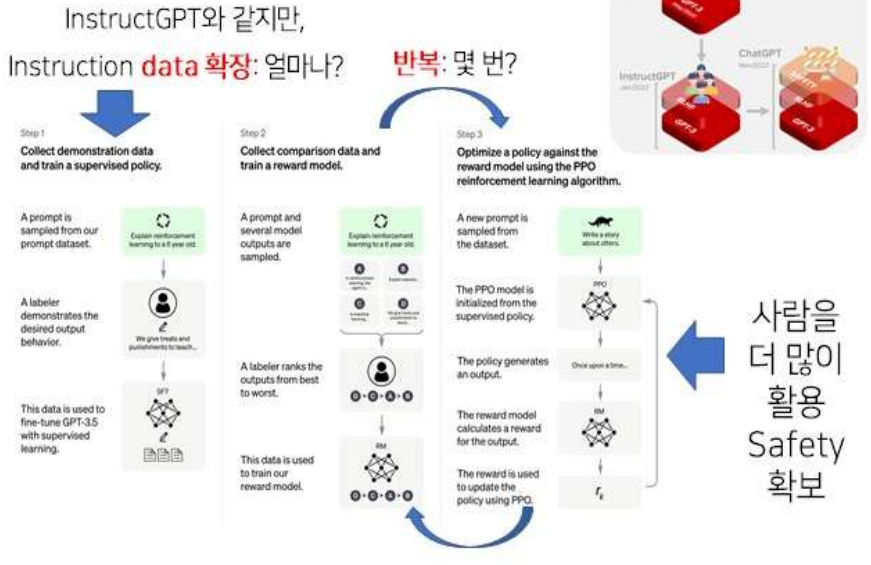 InstructGPT와 같지만,
Instruction data 확장: 얼마나?
반복: 몇 번?
InstructGPT
ChatGPT
RLHF
GPT-3
SAFETY
RLHF
GPT-3
Step 1
Collect demonstration data
and train a supervised policy.
A prompt is
sampled from our
prompt dataset.
Explain reinforcement
learning to a 6 year old.
A labeler
demonstrates the
desired output
behavior.
We give treats and
punishments to teach...
SFT
This data is used to
fine-tune GPT-3.5
with supervised
learning.
Step 2
Collect comparison data and
train a reward model.
A prompt and
several model
outputs are
sampled.
Explain reinforcement
learning to a 6 year old.
A
B
C
D
A labeler ranks the
outputs from best
to worst.
D > C > A > B
RM
This data is used
to train our
reward model.
D > C > A > B
Step 3
Optimize a policy against the
reward model using the PPO
reinforcement learning algorithm.
A new prompt is
sampled from
the dataset.
Write a story
about otters.
PPO
The PPO model is
initialized from the
supervised policy.
The policy generates
an output.
Once upon a time...
RM
The reward model
calculates a reward
for the output.
The reward is used
to update the
policy using PPO.
rk
사람을
더 많이
활용
Safety
확보